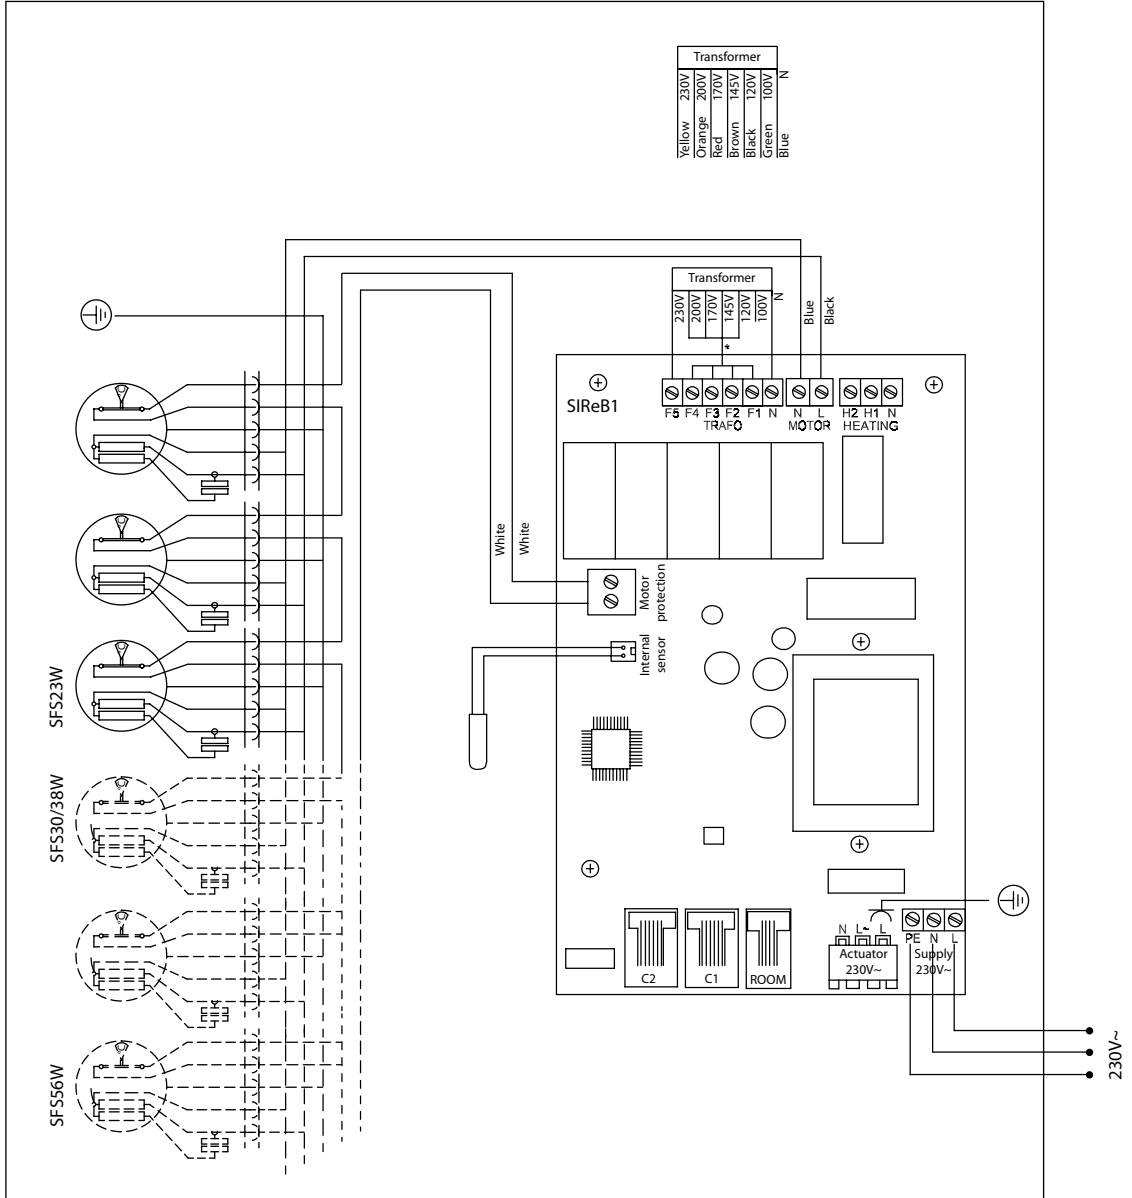 Transformer
Yellow 230V
Orange 200V
Red 170V
Brown 145V
Black 120V
Green 100V
Blue N
Transformer
230V
200V
170V
145V
120V
100V
N
*
Blue
Black
SIReB1
F5 F4 F3 F2 F1 N
TRAFO
N L
MOTOR
H2 H1 N
HEATING
White
White
Motor
protection
Internal
sensor
SFS23W
SFS30/38W
SFS56W
C2
C1
ROOM
N L~ L
Actuator
230V~
PE N L
Supply
230V~
230V~